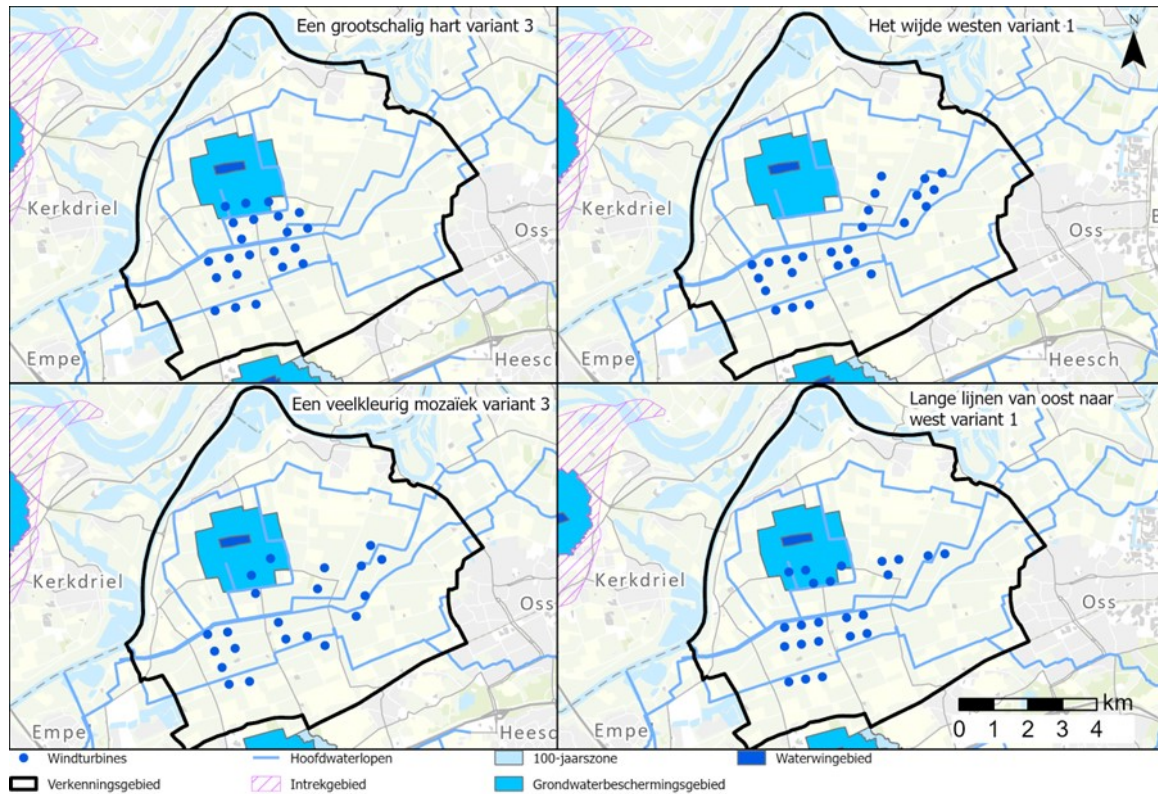 Een grootschalig hart variant 3
Kerkdriel
Oss
Empe
Heesch
Het wijde westen variant 1
N
Kerkdriel
Oss
B
Empe
Heesch
Een veelkleurig mozaïek variant 3
Kerkdriel
Oss
Empe
Heesc
Lange lijnen van oost naar
west variant 1
Kerkdriel
Oss
Empe
km
0 1 2 3 4
Windturbines Hoofdwaterlopen 100-jaarszone Waterwingebied
Verkenningsgebied Intrekgebied Grondwaterbeschermingsgebied